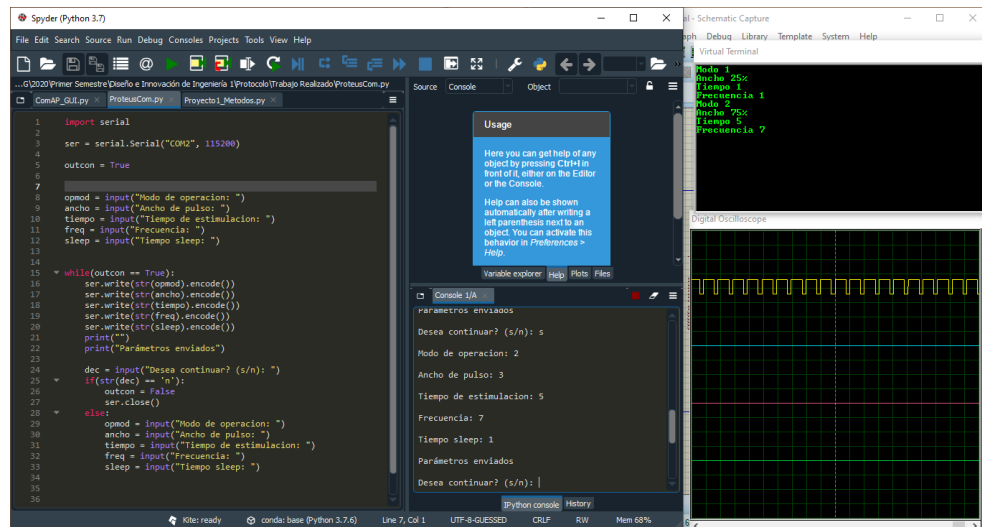 Spyder (Python 3.7)
File Edit Search Source Run Debug Consoles Projects Tools View Help
...G\2020\Primer Semestre\Diseño e Innovación de Ingeniería 1\Protocolo\Trabajo Realizado\ProteusCom.py
ComAP_GUI.py ProteusCom.py Proyecto1_Metodos.py
1 import serial
2
3 ser = serial.Serial("COM2", 115200)
4
5 outcon = True
6
7
8 opmod = input("Modo de operacion: ")
9 ancho = input("Ancho de pulso: ")
10 tiempo = input("Tiempo de estimulacion: ")
11 freq = input("Frecuencia: ")
12 sleep = input("Tiempo sleep: ")
13
14
15 while(outcon == True):
16 ser.write(str(opmod).encode())
17 ser.write(str(ancho).encode())
18 ser.write(str(tiempo).encode())
19 ser.write(str(freq).encode())
20 ser.write(str(sleep).encode())
21 print("")
22 print("Parámetros enviados")
23
24 dec = input("Desea continuar? (s/n): ")
25 if(str(dec) == 'n'):
26 outcon = False
27 ser.close()
28 else:
29 opmod = input("Modo de operacion: ")
30 ancho = input("Ancho de pulso: ")
31 tiempo = input("Tiempo de estimulacion: ")
32 freq = input("Frecuencia: ")
33 sleep = input("Tiempo sleep: ")
34
35
36
Source Console Object
Usage
Here you can get help of any
object by pressing Ctrl+I in
front of it, either on the Editor
or the Console.
Help can also be shown
automatically after writing a
left parenthesis next to an
object. You can activate this
behavior in Preferences >
Help.
Variable explorer Help Plots Files
Console 1/A
Parámetros enviados
Desea continuar? (s/n): s
Modo de operacion: 2
Ancho de pulso: 3
Tiempo de estimulacion: 5
Frecuencia: 7
Tiempo sleep: 1
Parámetros enviados
Desea continuar? (s/n):
IPython console History
Kite: ready conda: base (Python 3.7.6) Line 7, Col 1 UTF-8-GUESSED CRLF RW Mem 68%
al - Schematic Capture
ph Debug Library Template System Help
Virtual Terminal
Modo 1
Ancho 25%
Tiempo 1
Frecuencia 1
Modo 2
Ancho 75%
Tiempo 5
Frecuencia 7
Digital Oscilloscope